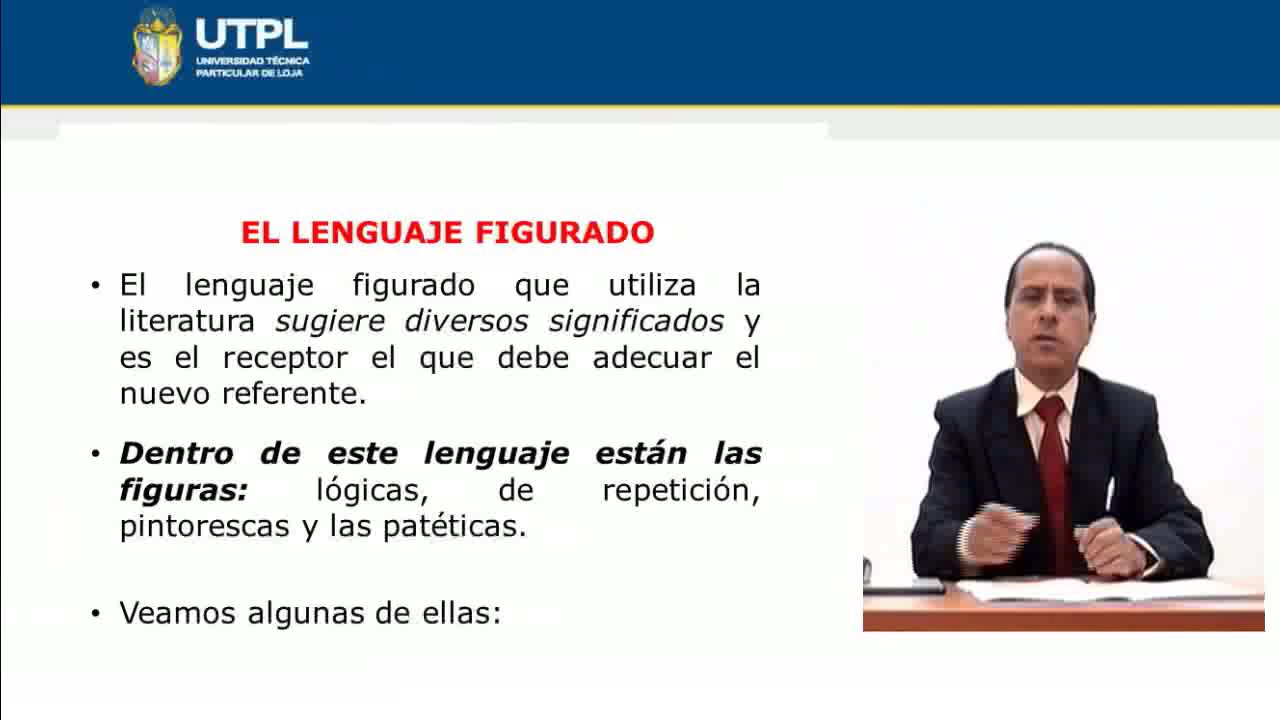 UTPL
UNIVERSIDAD TÉCNICA
PARTICULAR DE LOJA
EL LENGUAJE FIGURADO
• El lenguaje figurado que utiliza la
literatura sugiere diversos significados y
es el receptor el que debe adecuar el
nuevo referente.
• Dentro de este lenguaje están las
figuras: lógicas, de repetición,
pintorescas y las patéticas.
• Veamos algunas de ellas: